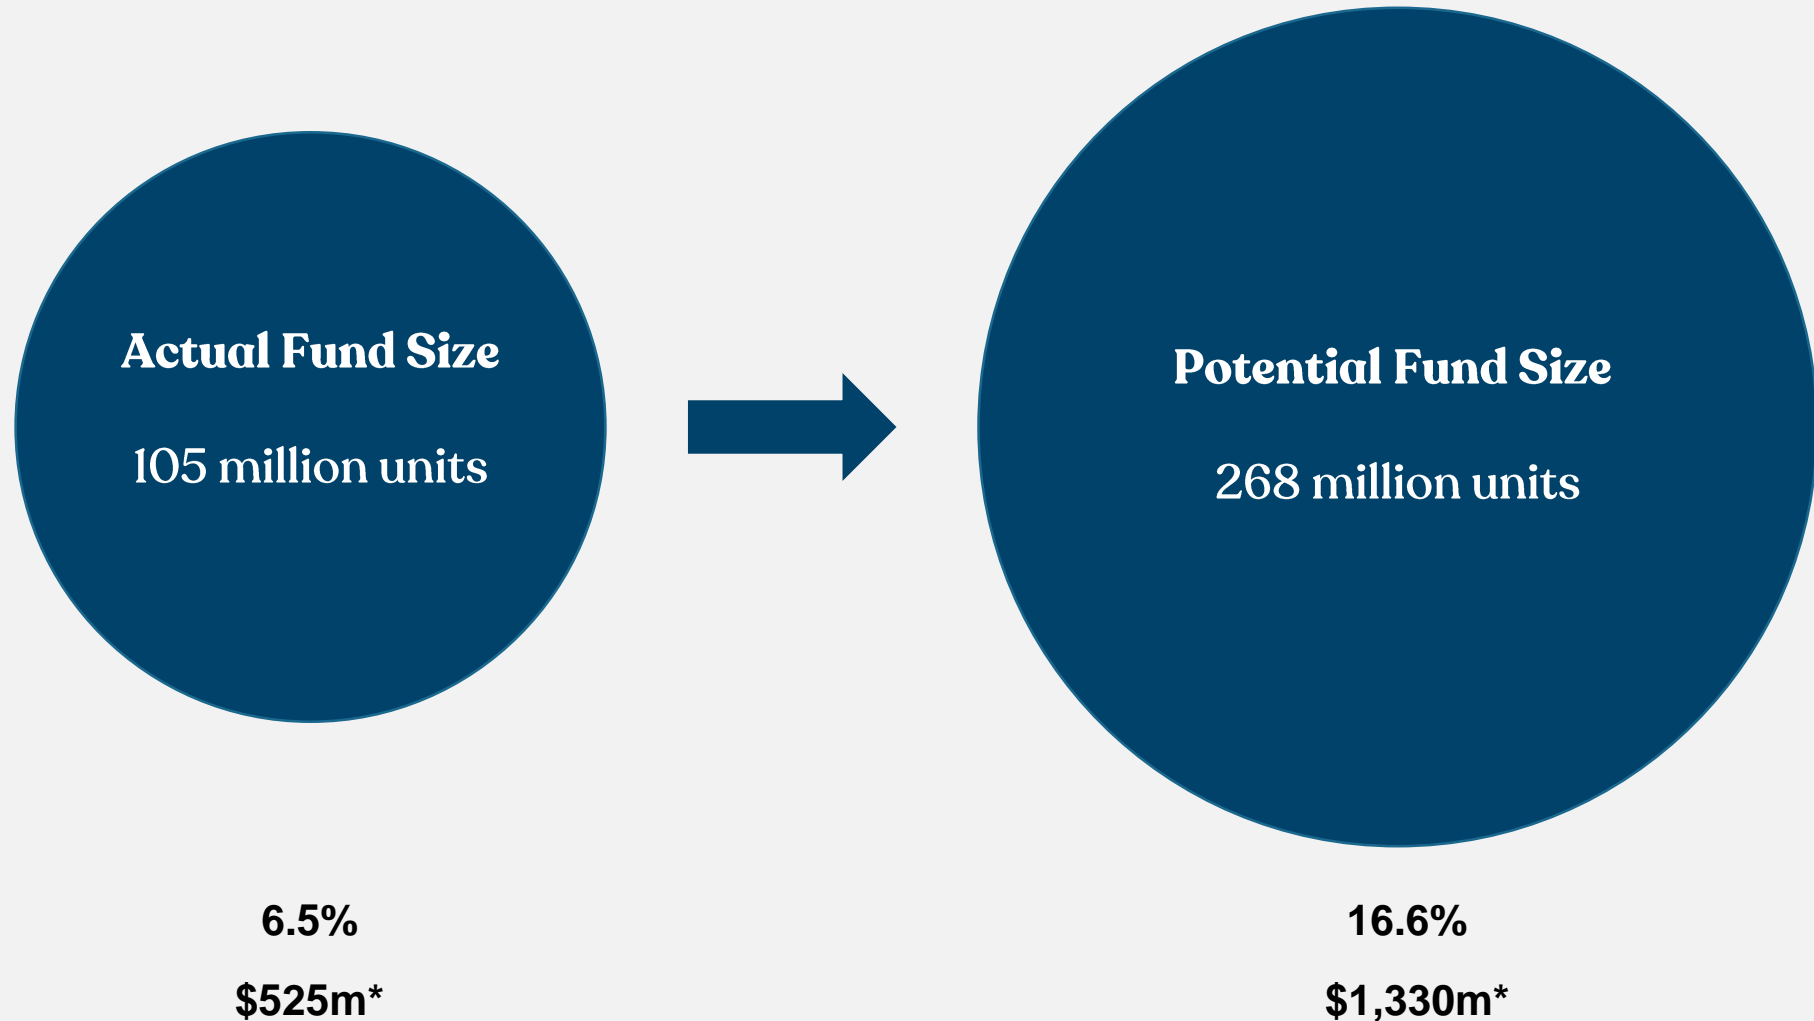 Actual Fund Size
105 million units
6.5%
$525m*
Potential Fund Size
268 million units
16.6%
$1,330m*